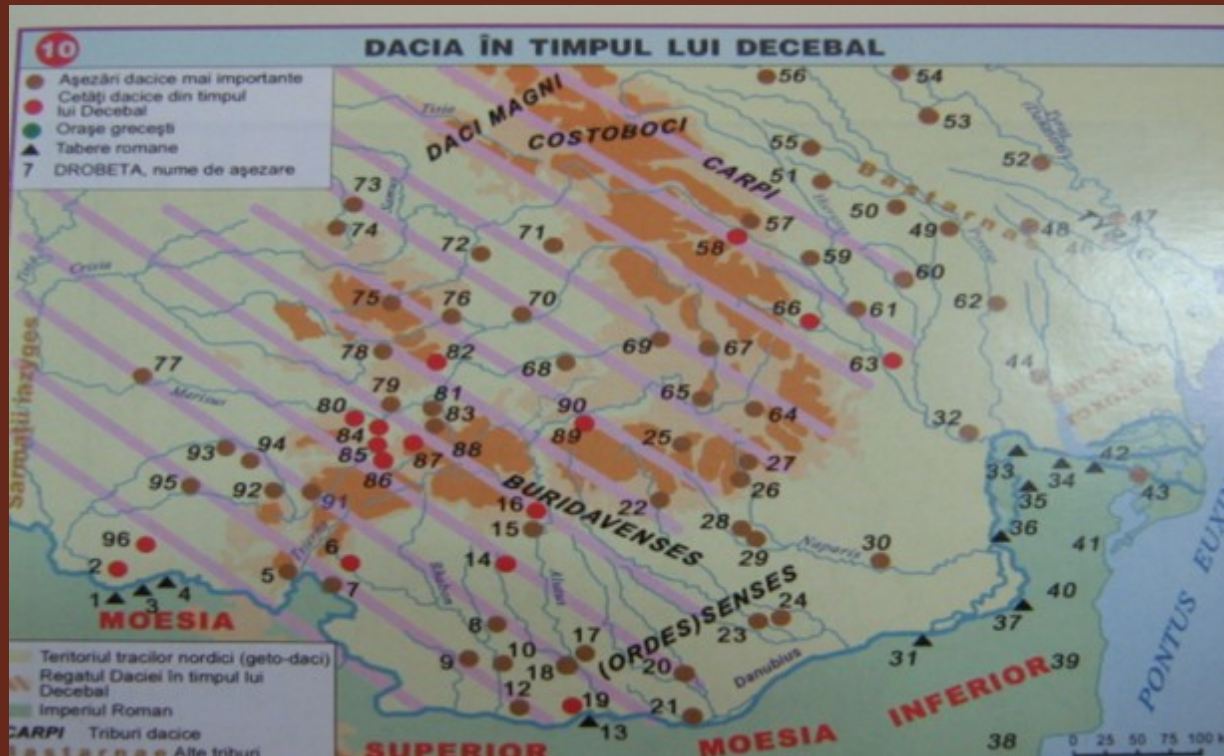 10
DACIA ÎN TIMPUL LUI DECEBAL
Aşezări dacice mai importante
Cetăţi dacice din timpul
lui Decebal
Oraşe greceşti
Tabere romane
7 DROBETA, nume de aşezare
DACI MAGNI
COSTOBOCI
CARPI
Bastarnae
Tisia
Samus
Crisia
Marisus
Sarmaţii Iazyges
BURIDAVENSES
(ORDES)SENSES
Naparis
Alutus
Danubius
MOESIA
SUPERIOR
MOESIA
INFERIOR
PONTUS EUXI
56
54
55
53
52
51
50
49
48
47
46
73
74
57
58
59
60
72
71
75
76
70
66
61
62
77
78
82
69
67
63
44
68
79
81
80
83
90
65
64
32
84
88
89
25
85
87
86
27
26
33
34
42
43
35
93
94
95
92
91
16
15
22
28
29
30
36
41
96
2
6
14
5
7
1
3
4
40
37
8
23
24
17
31
9
10
18
20
39
12
19
13
21
38
Teritoriul tracilor nordici (geto-daci)
Regatul Daciei în timpul lui
Decebal
Imperiul Roman
CARPI Triburi dacice
Bastarnae Alte triburi
0 25 50 75 100 k